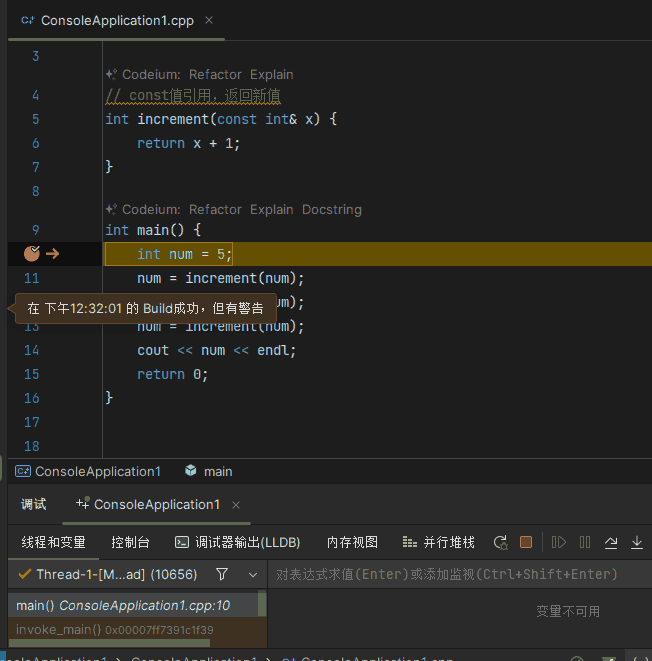 ConsoleApplication1.cpp ×
3
Codeium: Refactor Explain
4 // const值引用，返回新值
5 int increment(const int& x) {
6 return x + 1;
7 }
8
Codeium: Refactor Explain Docstring
9 int main() {
int num = 5;
11 num = increment(num);
在 下午12:32:01 的 Build成功，但有警告 um);
13 num = increment(num);
14 cout << num << endl;
15 return 0;
16 }
17
18
ConsoleApplication1 main
调试 ConsoleApplication1 ×
线程和变量 控制台 调试器输出(LLDB) 内存视图 并行堆栈
Thread-1-[M...ad] (10656) 对表达式求值(Enter)或添加监视(Ctrl+Shift+Enter)
main() ConsoleApplication1.cpp:10 变量不可用
invoke_main() 0x00007ff7391c1f39